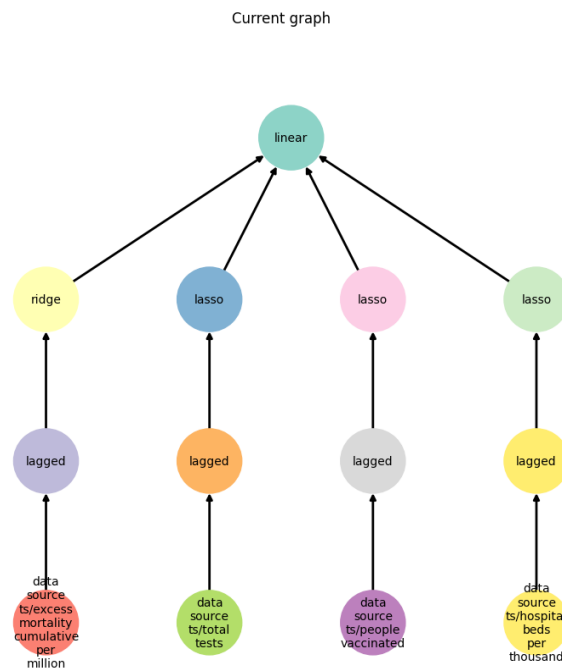 Current graph
linear
ridge
lasso
lasso
lasso
lagged
lagged
lagged
lagged
data
source
ts/excess
mortality
cumulative
per
million
data
source
ts/total
tests
data
source
ts/people
vaccinated
data
source
ts/hospital
beds
per
thousand